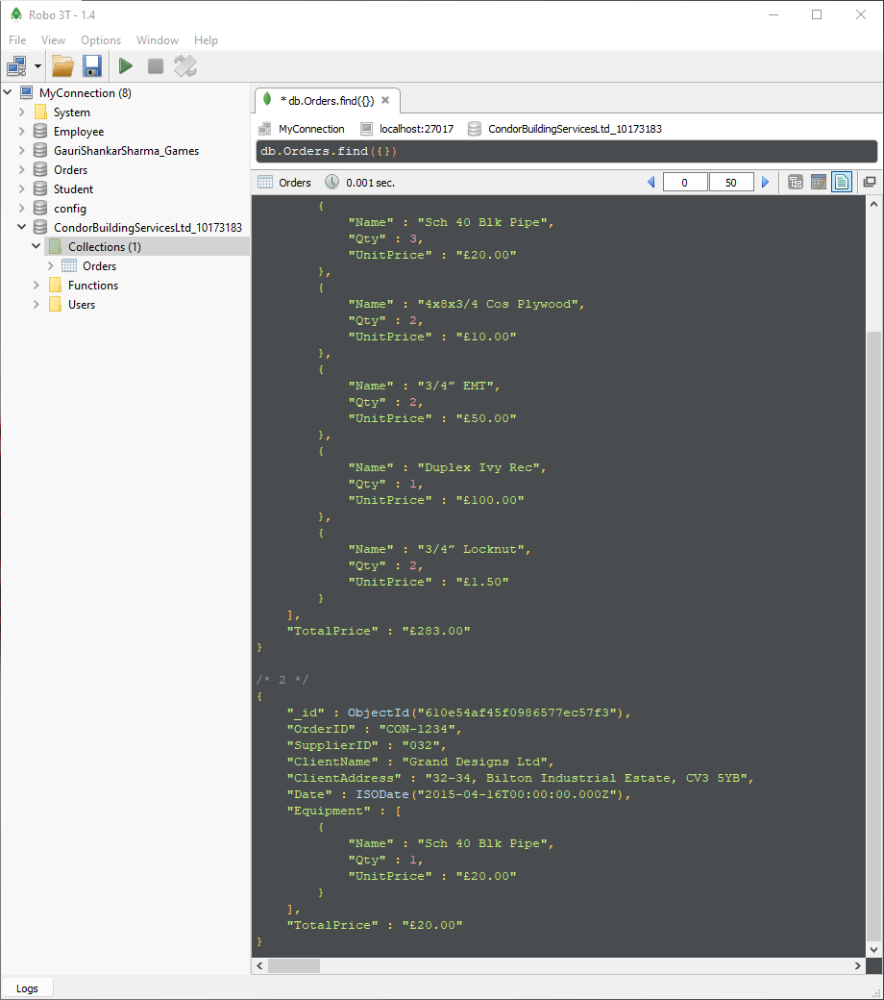 Robo 3T - 1.4
File View Options Window Help
MyConnection (8)
System
Employee
GauriShankarSharma_Games
Orders
Student
config
CondorBuildingServicesLtd_10173183
Collections (1)
Orders
Functions
Users
* db.Orders.find({})
MyConnection localhost:27017 CondorBuildingServicesLtd_10173183
db.Orders.find({})
Orders 0.001 sec. 0 50
{
"Name" : "Sch 40 Blk Pipe",
"Qty" : 3,
"UnitPrice" : "£20.00"
},
{
"Name" : "4x8x3/4 Cos Plywood",
"Qty" : 2,
"UnitPrice" : "£10.00"
},
{
"Name" : "3/4” EMT",
"Qty" : 2,
"UnitPrice" : "£50.00"
},
{
"Name" : "Duplex Ivy Rec",
"Qty" : 1,
"UnitPrice" : "£100.00"
},
{
"Name" : "3/4” Locknut",
"Qty" : 2,
"UnitPrice" : "£1.50"
}
],
"TotalPrice" : "£283.00"
}
/* 2 */
{
"_id" : ObjectId("610e54af45f0986577ec57f3"),
"OrderID" : "CON-1234",
"SupplierID" : "032",
"ClientName" : "Grand Designs Ltd",
"ClientAddress" : "32-34, Bilton Industrial Estate, CV3 5YB",
"Date" : ISODate("2015-04-16T00:00:00.000Z"),
"Equipment" : [
{
"Name" : "Sch 40 Blk Pipe",
"Qty" : 1,
"UnitPrice" : "£20.00"
}
],
"TotalPrice" : "£20.00"
}
Logs